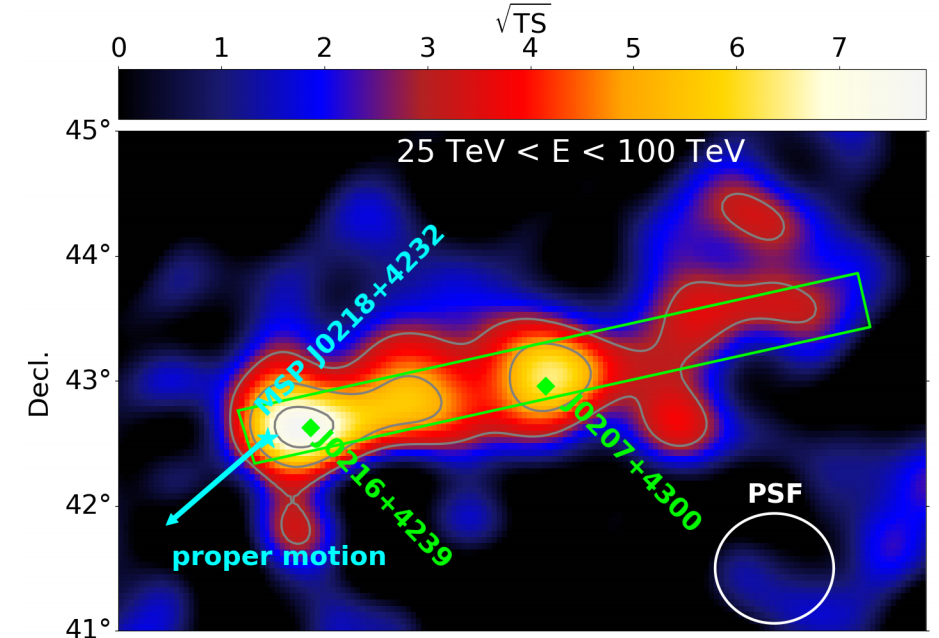 √TS
0 1 2 3 4 5 6 7
25 TeV < E < 100 TeV
45°
44°
43°
42°
41°
Decl.
MSP J0218+4232
J0216+4239
J0207+4300
proper motion
PSF